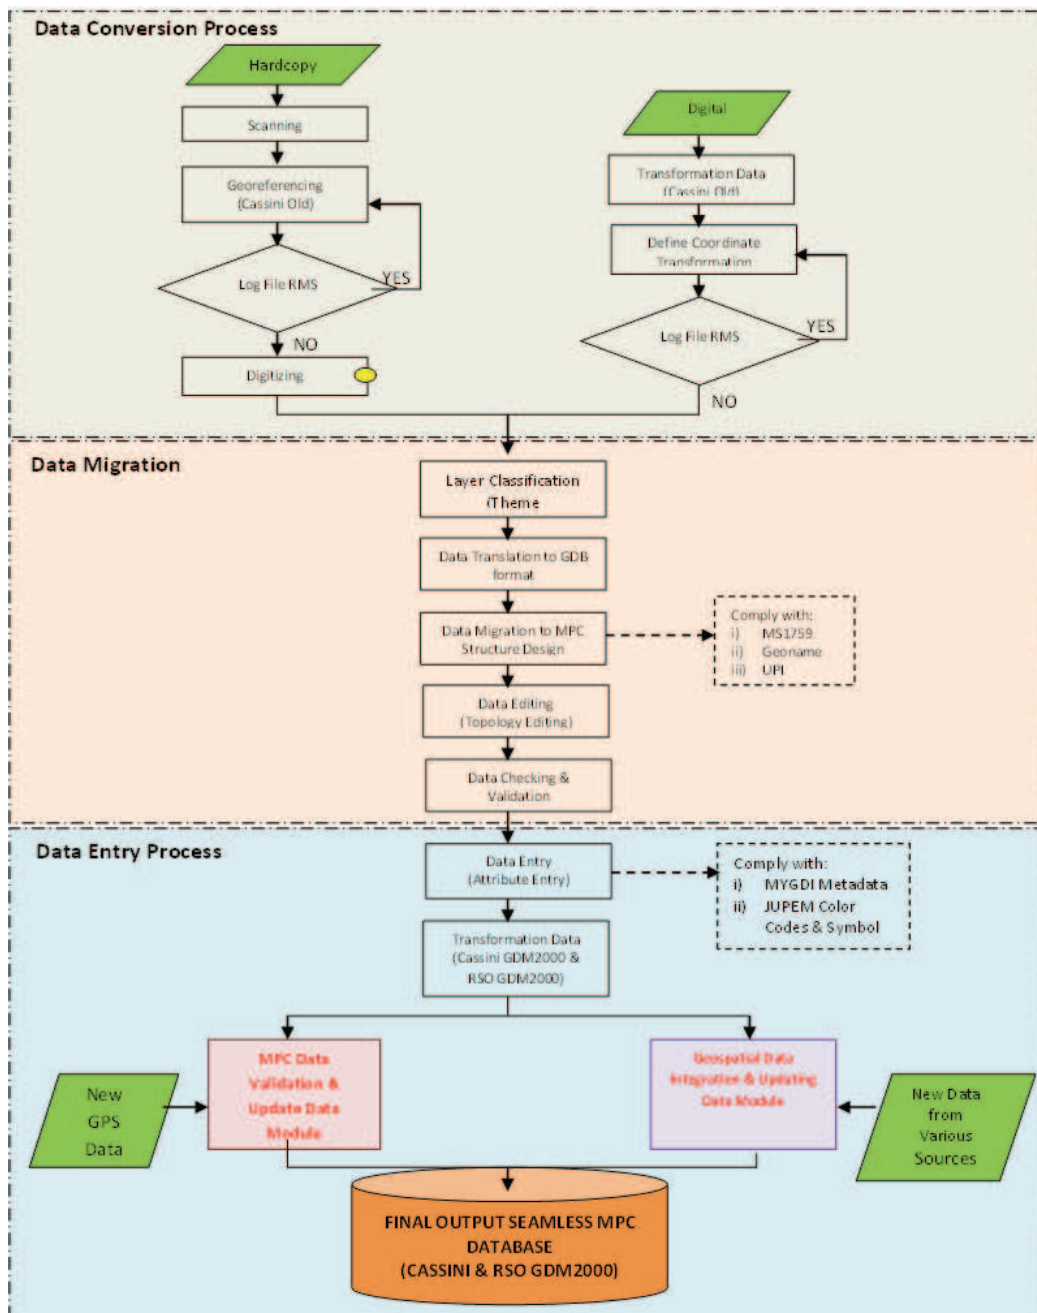 Data Conversion Process
Hardcopy
Scanning
Georeferencing
(Cassini Old)
Log File RMS
YES
NO
Digitizing
Digital
Transformation Data
(Cassini Old)
Define Coordinate
Transformation
Log File RMS
YES
NO
Data Migration
Layer Classification
(Theme
Data Translation to GDB
format
Data Migration to MPC
Structure Design
Comply with:
i) MS1759
ii) Geoname
iii) UPI
Data Editing
(Topology Editing)
Data Checking &
Validation
Data Entry Process
Data Entry
(Attribute Entry)
Comply with:
i) MYGDI Metadata
ii) JUPEM Color
Codes & Symbol
Transformation Data
(Cassini GDM2000 &
RSO GDM2000)
MPC Data
Validation &
Update Data
Module
Geospatial Data
Integration & Updating
Data Module
New
GPS
Data
New Data
from
Various
Sources
FINAL OUTPUT SEAMLESS MPC
DATABASE
(CASSINI & RSO GDM2000)